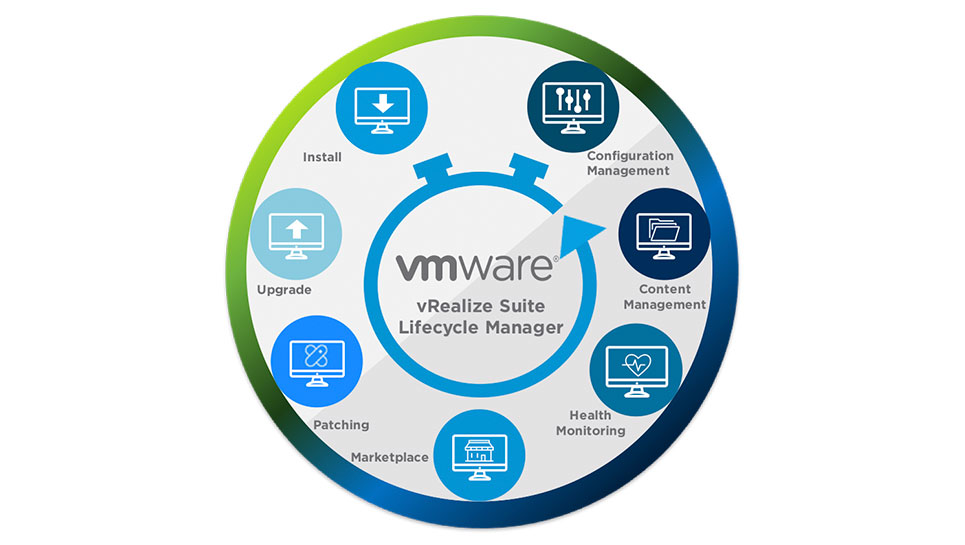 Install
Configuration
Management
Upgrade
vmware®
vRealize Suite
Lifecycle Manager
Content
Management
Patching
Health
Monitoring
Marketplace